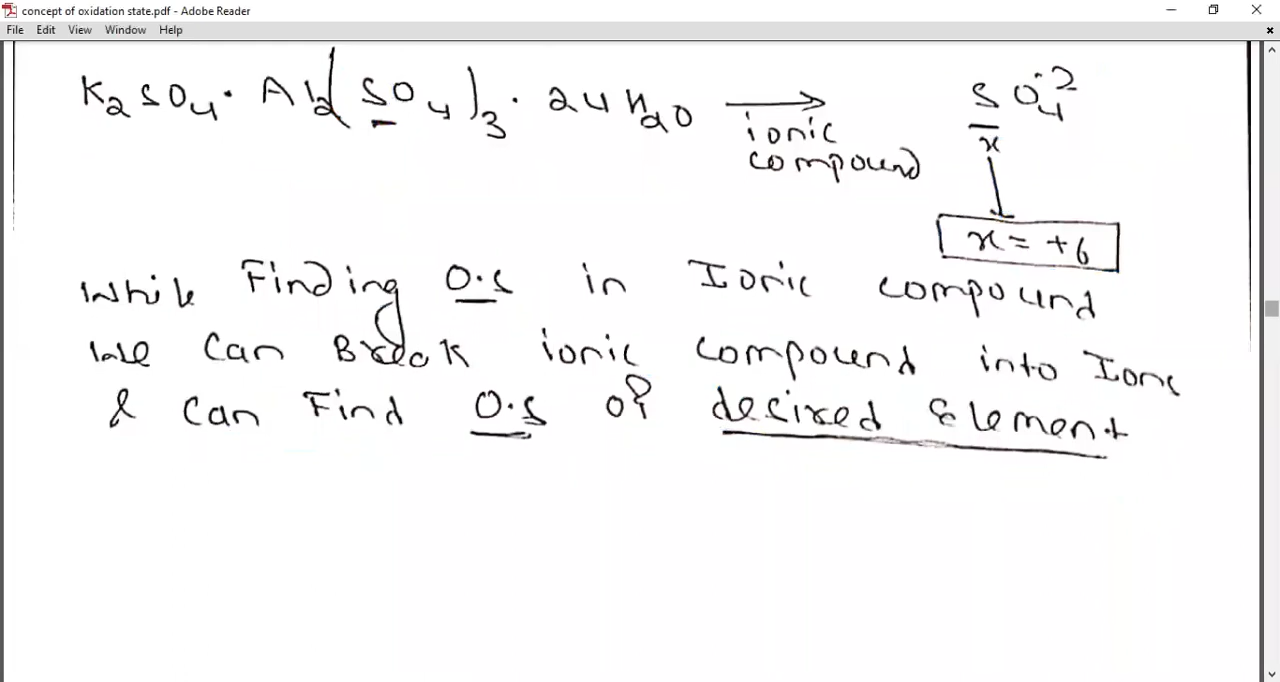 concept of oxidation state.pdf - Adobe Reader
File Edit View Window Help
K2SO4 · Al2(SO4)3 · 24H2O → ionic compound
SO4-2
x
x = +6
While Finding O.S in Ionic compound
We Can Break ionic compound into Ions
& Can Find O.S of desired Element